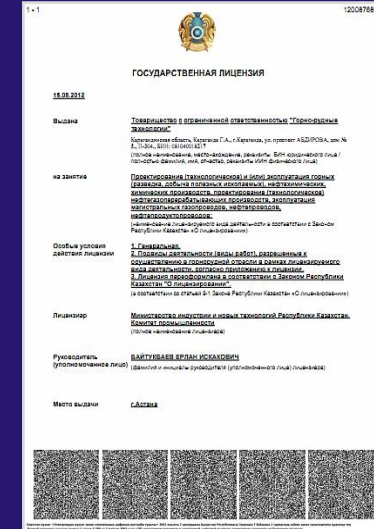 1 - 1
12008768
ГОСУДАРСТВЕННАЯ ЛИЦЕНЗИЯ
15.08.2012
Выдана
Товарищество с ограниченной ответственностью "Горно-рудные
технологии"
Карагандинская область, Караганда Г.А., г.Караганда, ул. проспект АБДИРОВА, дом №
(полное наименование, местонахождение, реквизиты БИН юридического лица /
полностью фамилия, имя, отчество, реквизиты ИИН физического лица)
на занятие
Проектирование (технологическое) и (или) эксплуатация горных
(разведка, добыча полезных ископаемых), нефтехимических,
химических производств, проектирование (технологическое)
нефтегазоперерабатывающих производств, эксплуатация
магистральных газопроводов, нефтепроводов,
нефтепродуктопроводов:
(наименование лицензируемого вида деятельности в соответствии с Законом
Республики Казахстан «О лицензировании»)
Особые условия
действия лицензии
1. Генеральная.
2. Подвиды деятельности (виды работ), разрешенные к
осуществлению в горнорудной отрасли в рамках лицензируемого
вида деятельности, согласно приложению к лицензии.
3. Лицензия переоформлена в соответствии с Законом Республики
Казахстан "О лицензировании".
(в соответствии со статьей 9-1 Закона Республики Казахстан «О лицензировании»)
Лицензиар
Министерство индустрии и новых технологий Республики Казахстан.
Комитет промышленности
(полное наименование лицензиара)
Руководитель
(уполномоченное лицо)
БАЙТУКБАЕВ ЕРЛАН ИСКАКОВИЧ
(фамилия и инициалы руководителя (уполномоченного лица) лицензиара)
Место выдачи
г.Астана